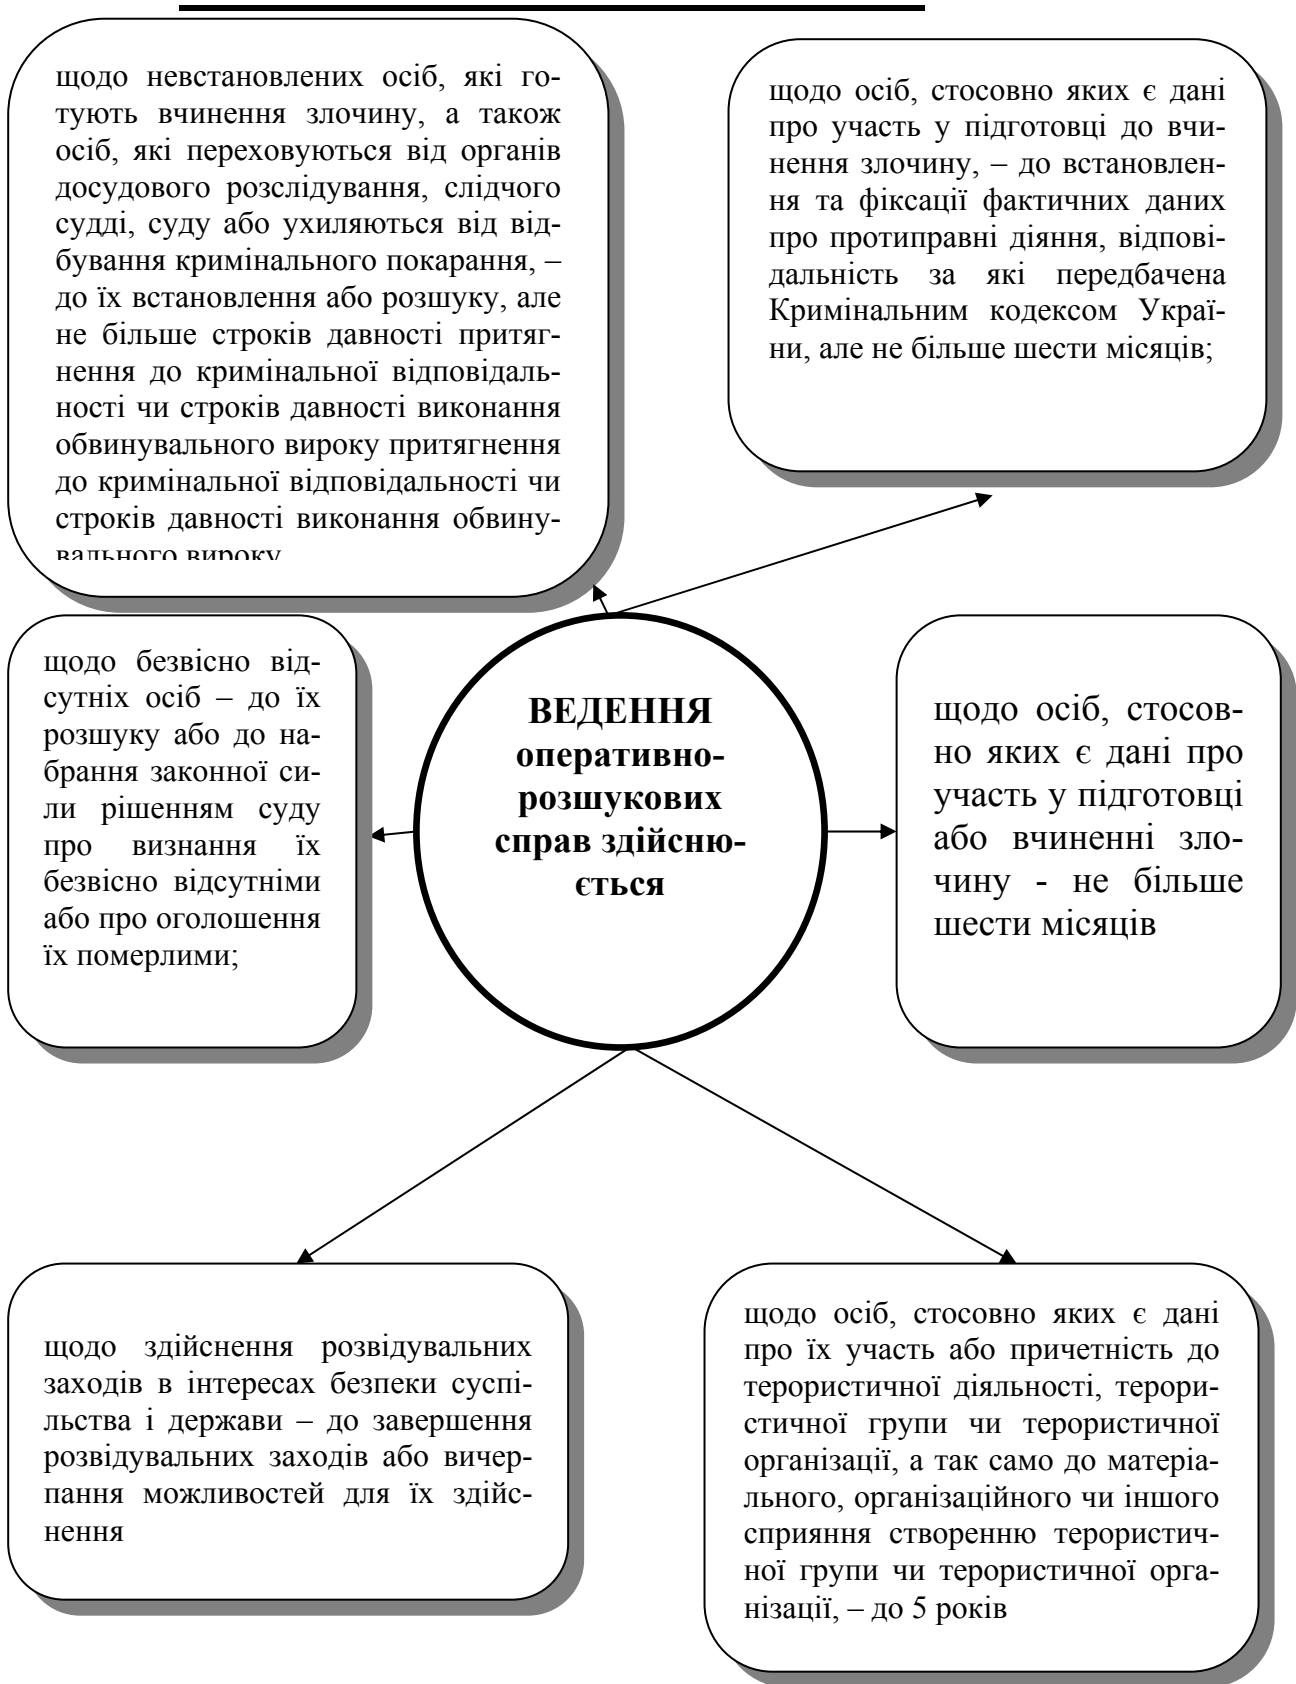 щодо невстановлених осіб, які го-
тують вчинення злочину, а також
осіб, які переховуються від органів
досудового розслідування, слідчого
судді, суду або ухиляються від від-
бування кримінального покарання, –
до їх встановлення або розшуку, але
не більше строків давності притяг-
нення до кримінальної відповідаль-
ності чи строків давності виконання
обвинувального вироку притягнення
до кримінальної відповідальності чи
строків давності виконання обвину-
вального вироку
щодо осіб, стосовно яких є дані
про участь у підготовці до вчи-
нення злочину, – до встановлен-
ня та фіксації фактичних даних
про протиправні діяння, відпові-
дальність за які передбачена
Кримінальним кодексом Украї-
ни, але не більше шести місяців;
щодо безвісно від-
сутніх осіб – до їх
розшуку або до на-
брання законної си-
ли рішенням суду
про визнання їх
безвісно відсутніми
або про оголошення
їх померлими;
ВЕДЕННЯ
оперативно-
розшукових
справ здійсню-
ється
щодо осіб, стосов-
но яких є дані про
участь у підготовці
або вчиненні зло-
чину - не більше
шести місяців
щодо здійснення розвідувальних
заходів в інтересах безпеки суспі-
льства і держави – до завершення
розвідувальних заходів або вичер-
пання можливостей для їх здійс-
нення
щодо осіб, стосовно яких є дані
про їх участь або причетність до
терористичної діяльності, терори-
стичної групи чи терористичної
організації, а так само до матеріа-
льного, організаційного чи іншого
сприяння створенню терористич-
ної групи чи терористичної орга-
нізації, – до 5 років